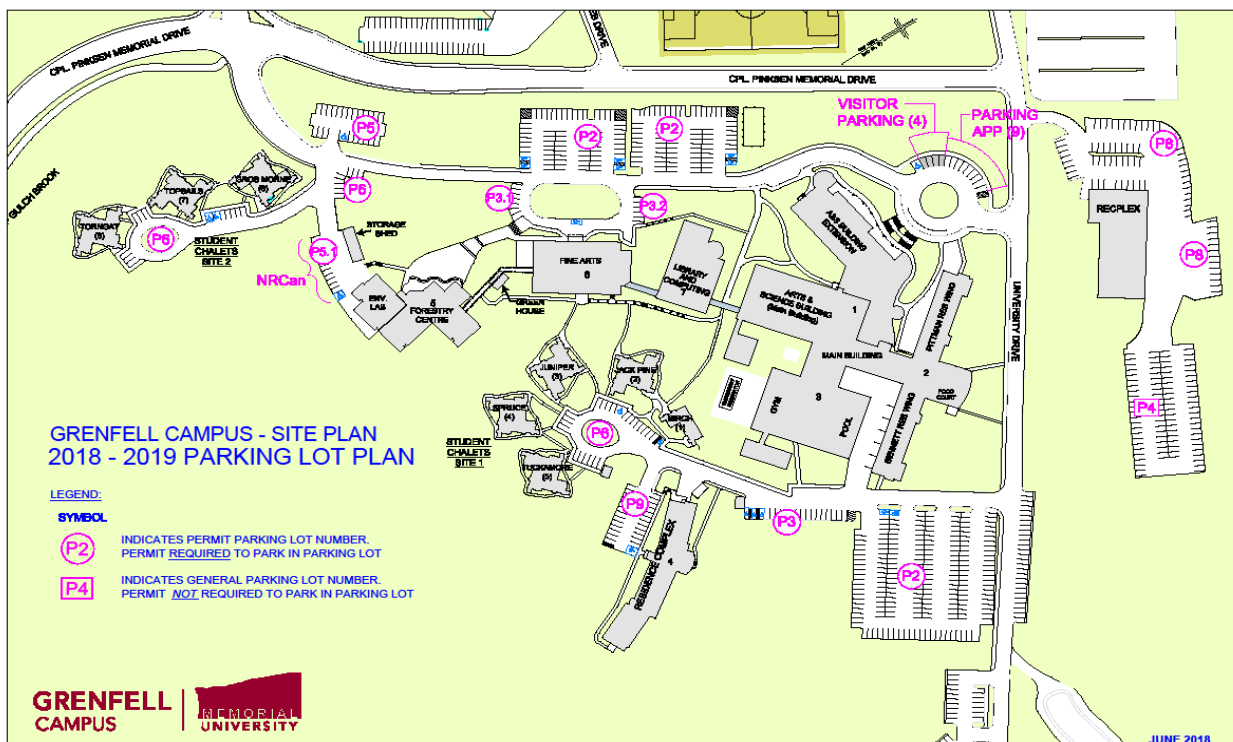 CPL. PINKSEN MEMORIAL DRIVE
CPL. PINKSEN MEMORIAL DRIVE
VISITOR
PARKING (4)
PARKING
APP (9)
P5
P2
P2
P8
GULCH BROOK
TOPSAILS
(7)
GROS MORNE
(8)
TORNGAT
(6)
P6
P6
STUDENT
CHALETS
SITE 2
P3.1
P3.2
STORAGE
SHED
P5.1
NRCan
ENV.
LAB
5
FORESTRY
CENTRE
FINE ARTS
6
GREEN
HOUSE
LIBRARY
AND
COMPUTING
7
A&S BUILDING
EXTENSION
ARTS &
SCIENCE BUILDING
(Main Building)
1
RECPLEX
P8
UNIVERSITY DRIVE
PITTMAN RES WING
MAIN BUILDING
2
FOOD
COURT
3
GYM
POOL
BENNETT RES WING
P4
JUNIPER
(3)
JACK PINE
(2)
SPRUCE
(4)
BIRCH
(1)
P6
STUDENT
CHALETS
SITE 1
TUCKAMORE
(5)
P9
P3
P2
RESIDENCE COMPLEX
4
GRENFELL CAMPUS - SITE PLAN
2018 - 2019 PARKING LOT PLAN
LEGEND:
SYMBOL
P2
INDICATES PERMIT PARKING LOT NUMBER.
PERMIT REQUIRED TO PARK IN PARKING LOT
P4
INDICATES GENERAL PARKING LOT NUMBER.
PERMIT NOT REQUIRED TO PARK IN PARKING LOT
GRENFELL
CAMPUS
MEMORIAL
UNIVERSITY
JUNE 2018